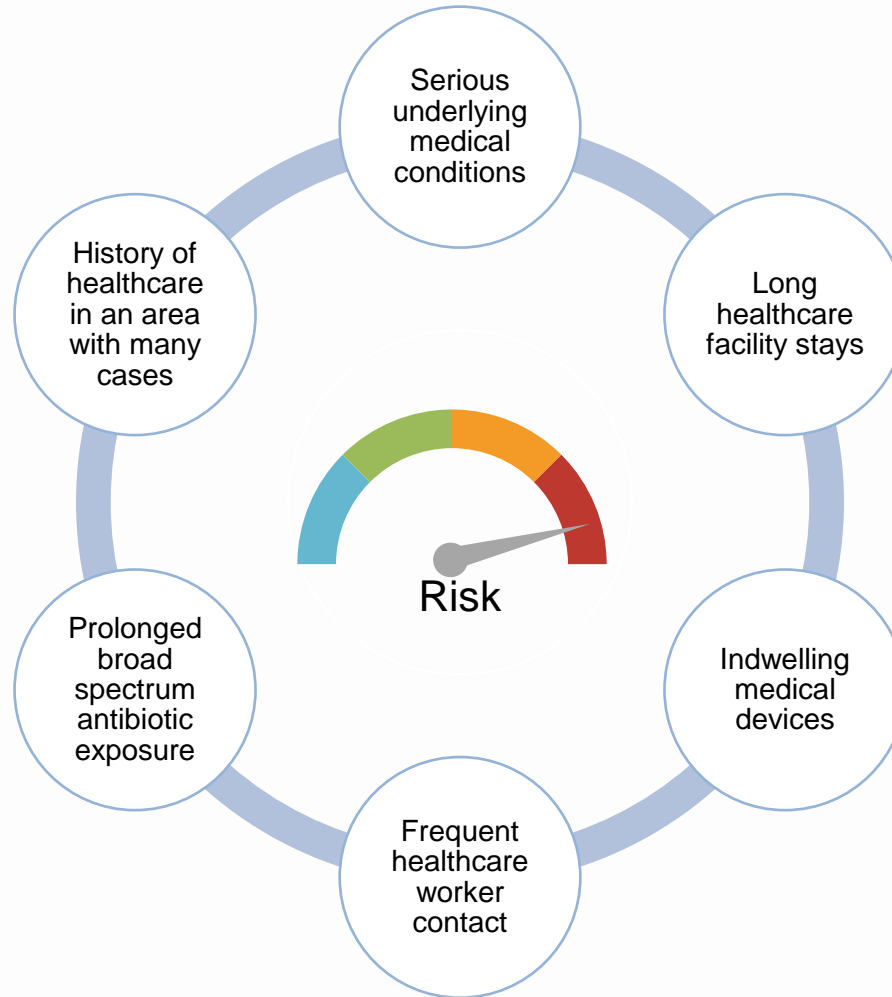 Serious
underlying
medical
conditions
Long
healthcare
facility stays
Indwelling
medical
devices
Frequent
healthcare
worker
contact
Prolonged
broad
spectrum
antibiotic
exposure
History of
healthcare
in an area
with many
cases
Risk